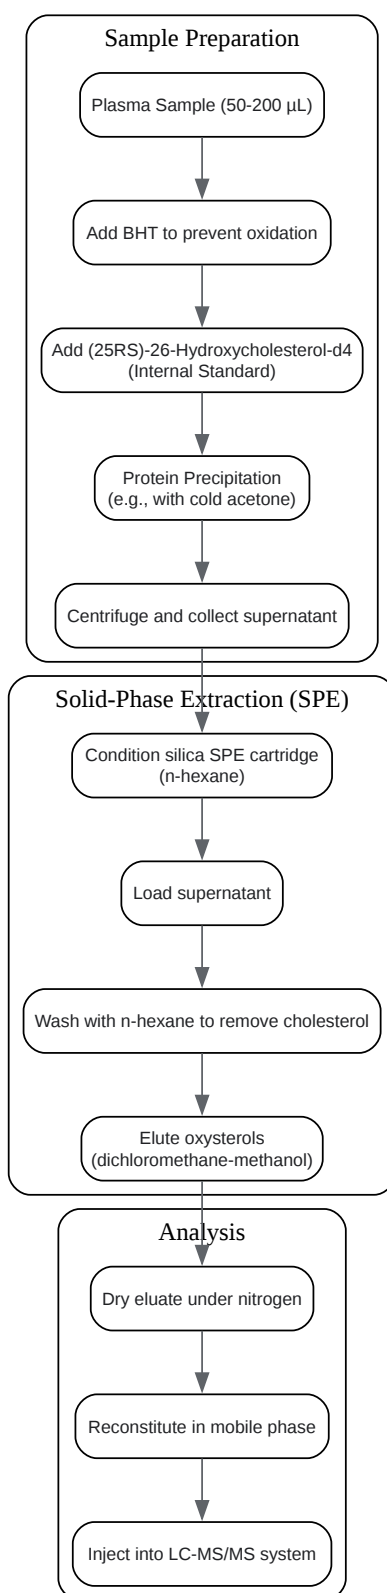 Sample Preparation
Plasma Sample (50-200 µL)
Add BHT to prevent oxidation
Add (25RS)-26-Hydroxycholesterol-d4
(Internal Standard)
Protein Precipitation
(e.g., with cold acetone)
Centrifuge and collect supernatant
Solid-Phase Extraction (SPE)
Condition silica SPE cartridge
(n-hexane)
Load supernatant
Wash with n-hexane to remove cholesterol
Elute oxysterols
(dichloromethane-methanol)
Analysis
Dry eluate under nitrogen
Reconstitute in mobile phase
Inject into LC-MS/MS system